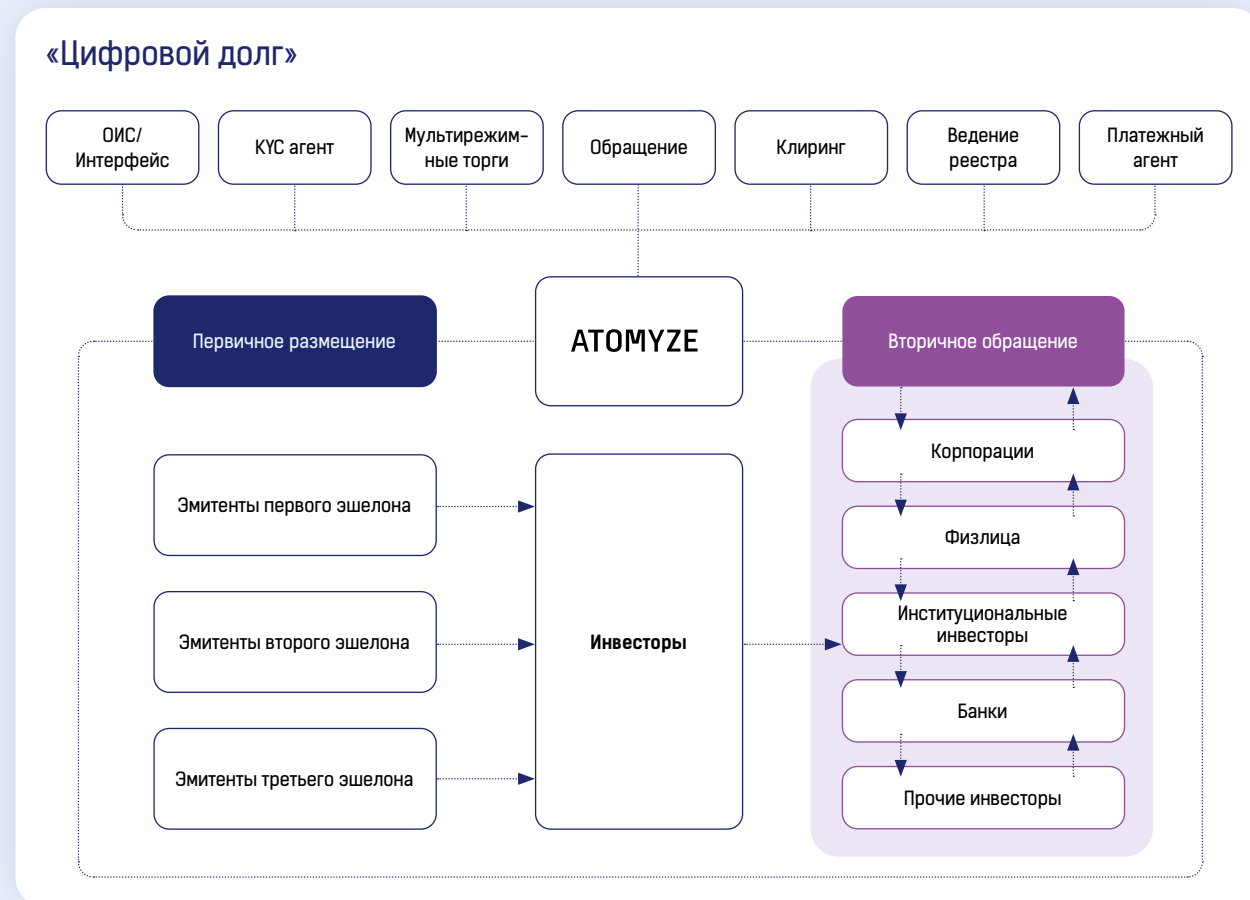 «Цифровой долг»
ОИС/
Интерфейс
KYC агент
Мультирежим-
ные торги
Обращение
Клиринг
Ведение
реестра
Платежный
агент
Первичное размещение
ATOMYZE
Вторичное обращение
Эмитенты первого эшелона
Эмитенты второго эшелона
Эмитенты третьего эшелона
Инвесторы
Корпорации
Физлица
Институциональные
инвесторы
Банки
Прочие инвесторы